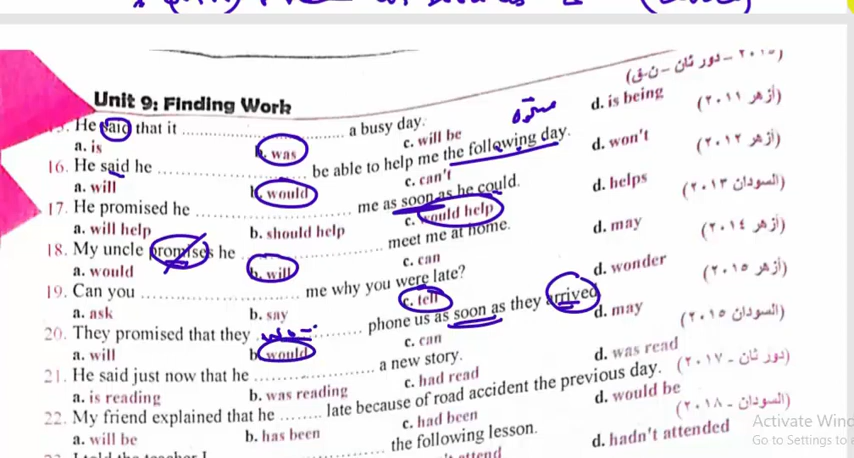 (٢٠١٥ – دور ثان – ن.ق)
Unit 9: Finding Work
He said that it .................... a busy day. (أزهر ٢٠١١)
a. is b. was c. will be d. is being
16. He said he .................... be able to help me the following day. (أزهر ٢٠١٢)
a. will b. would c. can't d. won't
17. He promised he .................... me as soon as he could. (السودان ٢٠١٣)
a. will help b. should help c. would help d. helps
18. My uncle promises he .................... meet me at home. (أزهر ٢٠١٤)
a. would b. will c. can d. may
19. Can you .................... me why you were late? (أزهر ٢٠١٥)
a. ask b. say c. tell d. wonder
20. They promised that they .................... phone us as soon as they arrived. (السودان ٢٠١٥)
a. will b. would c. can d. may
21. He said just now that he .................... a new story. (دور ثان – ٢٠١٧)
a. is reading b. was reading c. had read d. was read
22. My friend explained that he ........ late because of road accident the previous day. (السودان – ٢٠١٨)
a. will be b. has been c. had been d. would be
.................... the following lesson.
attend d. hadn't attended
Activate Wind
Go to Settings to